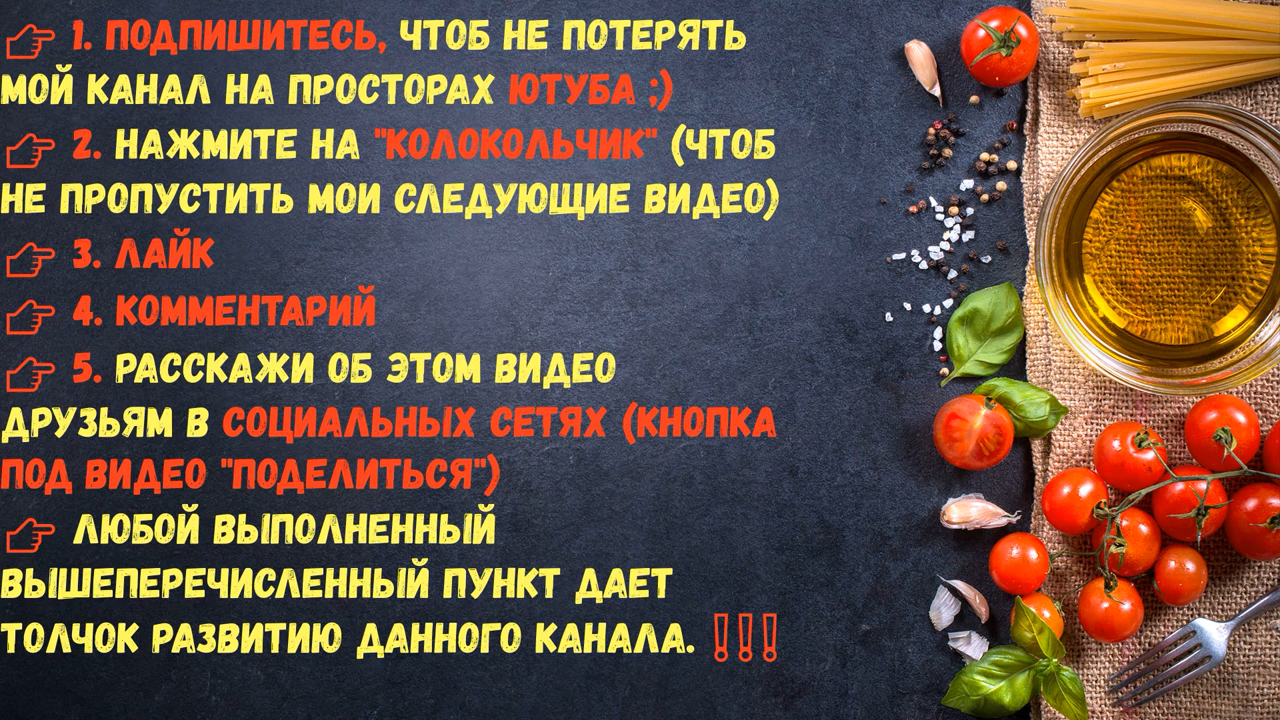 👉 1. ПОДПИШИТЕСЬ, ЧТОБ НЕ ПОТЕРЯТЬ
МОЙ КАНАЛ НА ПРОСТОРАХ ЮТУБА ;)
👉 2. НАЖМИТЕ НА "КОЛОКОЛЬЧИК" (ЧТОБ
НЕ ПРОПУСТИТЬ МОИ СЛЕДУЮЩИЕ ВИДЕО)
👉 3. ЛАЙК
👉 4. КОММЕНТАРИЙ
👉 5. РАССКАЖИ ОБ ЭТОМ ВИДЕО
ДРУЗЬЯМ В СОЦИАЛЬНЫХ СЕТЯХ (КНОПКА
ПОД ВИДЕО "ПОДЕЛИТЬСЯ")
👉 ЛЮБОЙ ВЫПОЛНЕННЫЙ
ВЫШЕПЕРЕЧИСЛЕННЫЙ ПУНКТ ДАЕТ
ТОЛЧОК РАЗВИТИЮ ДАННОГО КАНАЛА. ❗❗❗